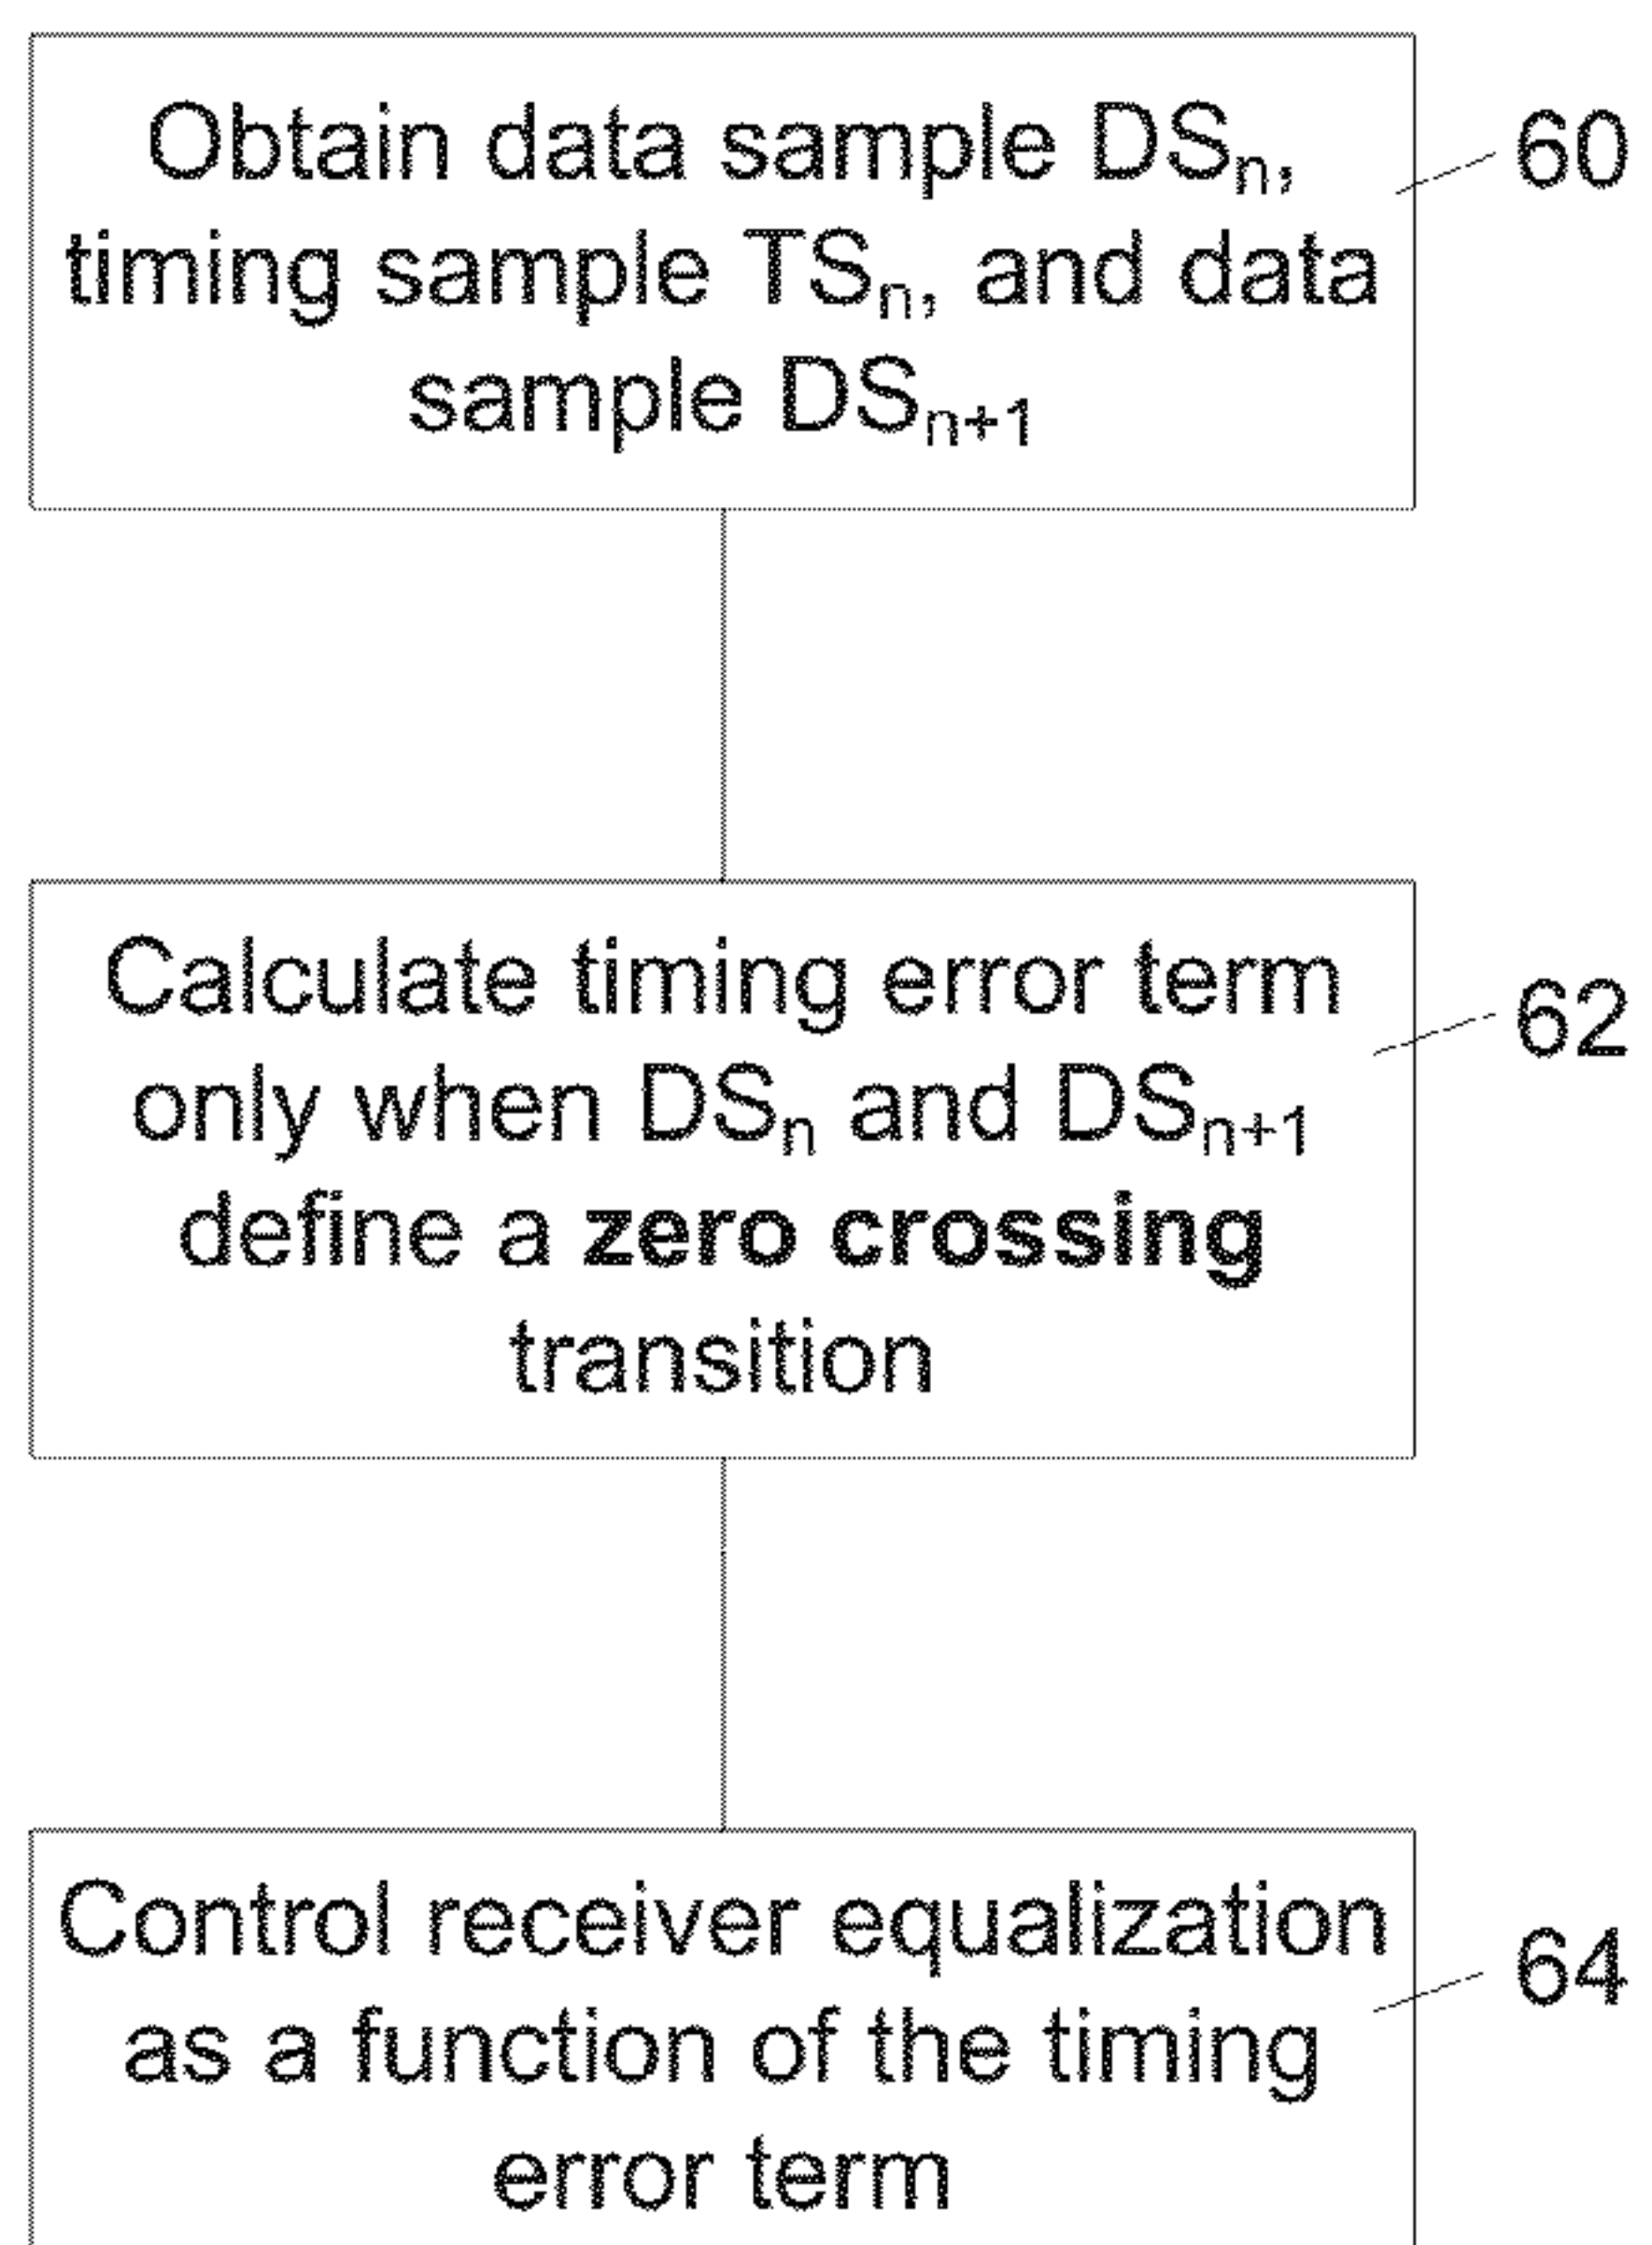 Obtain data sample DSn,
timing sample TSn, and data
sample DSn+1
60
Calculate timing error term
only when DSn and DSn+1
define a zero crossing
transition
62
Control receiver equalization
as a function of the timing
error term
64